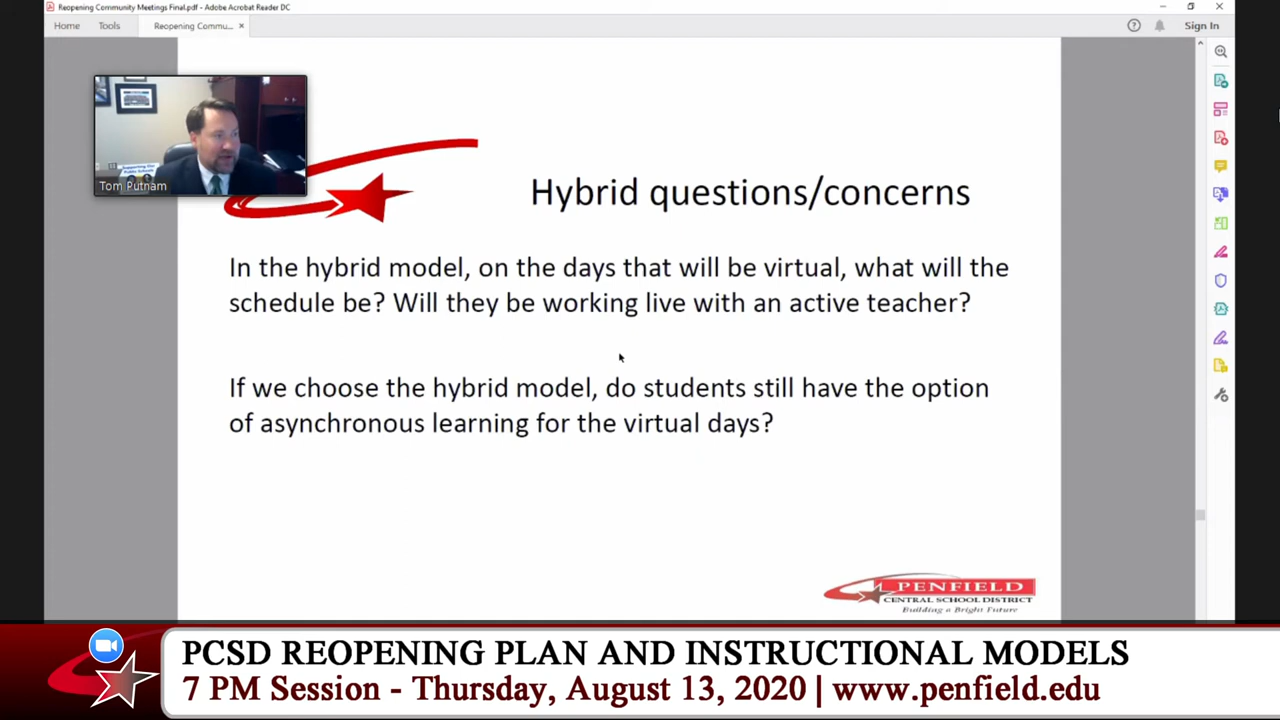 Reopening Community Meetings Final.pdf - Adobe Acrobat Reader DC
Home Tools Reopening Commu... ×
Sign In
Tom Putnam
Hybrid questions/concerns
In the hybrid model, on the days that will be virtual, what will the
schedule be? Will they be working live with an active teacher?
If we choose the hybrid model, do students still have the option
of asynchronous learning for the virtual days?
PENFIELD
CENTRAL SCHOOL DISTRICT
Building a Bright Future
PCSD REOPENING PLAN AND INSTRUCTIONAL MODELS
7 PM Session - Thursday, August 13, 2020 | www.penfield.edu